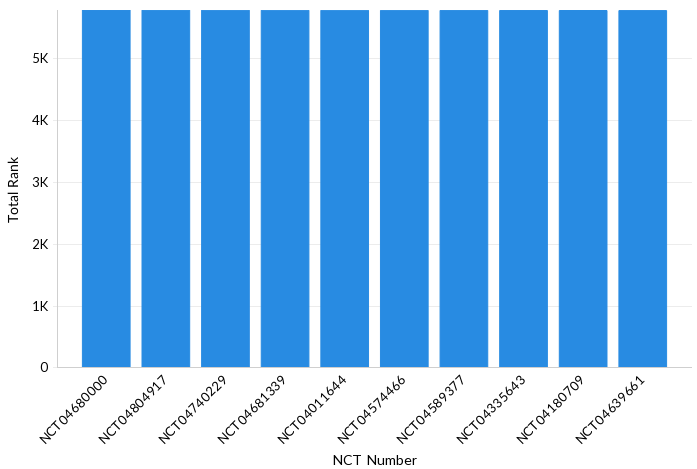 5K
4K
3K
2K
1K
0
Total Rank
NCT04680000
NCT04804917
NCT04740229
NCT04681339
NCT04011644
NCT04574466
NCT04589377
NCT04335643
NCT04180709
NCT04639661
NCT Number